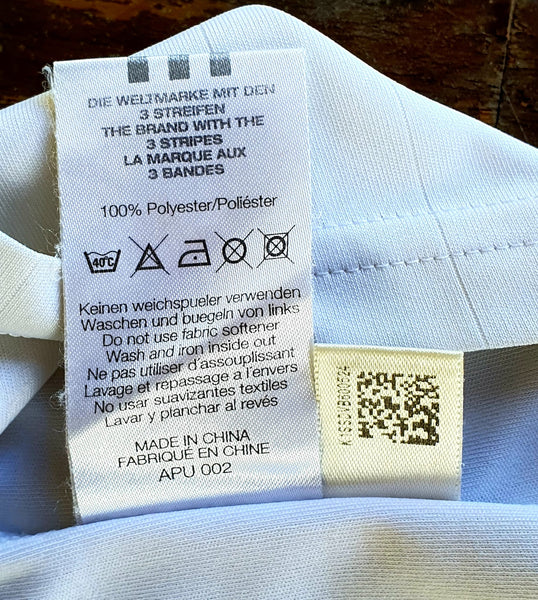 DIE WELTMARKE MIT DEN
3 STREIFEN
THE BRAND WITH THE
3 STRIPES
LA MARQUE AUX
3 BANDES
100% Polyester/Poliéster
40°C
Keinen weichspueler verwenden
Waschen und buegeln von links
Do not use fabric softener
Wash and iron inside out
Ne pas utiliser d'assouplissant
Lavage et repassage a l'envers
No usar suavizantes textiles
Lavar y planchar al revés
MADE IN CHINA
FABRIQUÉ EN CHINE
APU 002